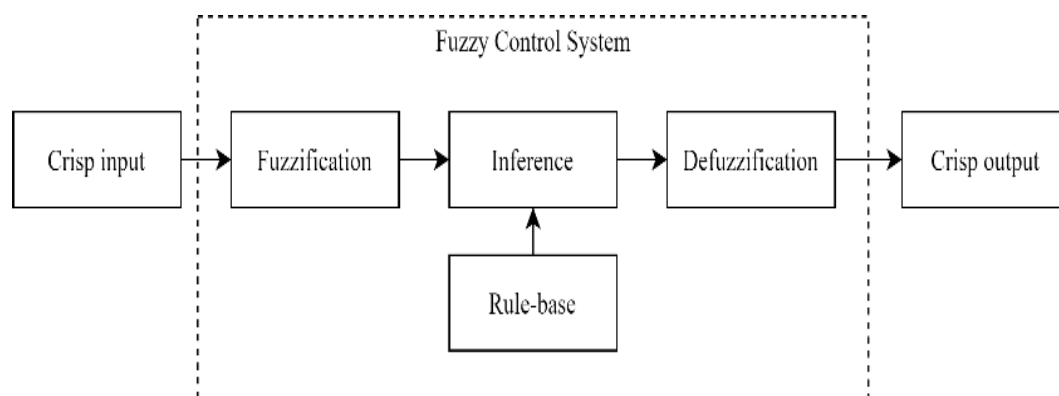 Fuzzy Control System
Crisp input
Fuzzification
Inference
Defuzzification
Crisp output
Rule-base